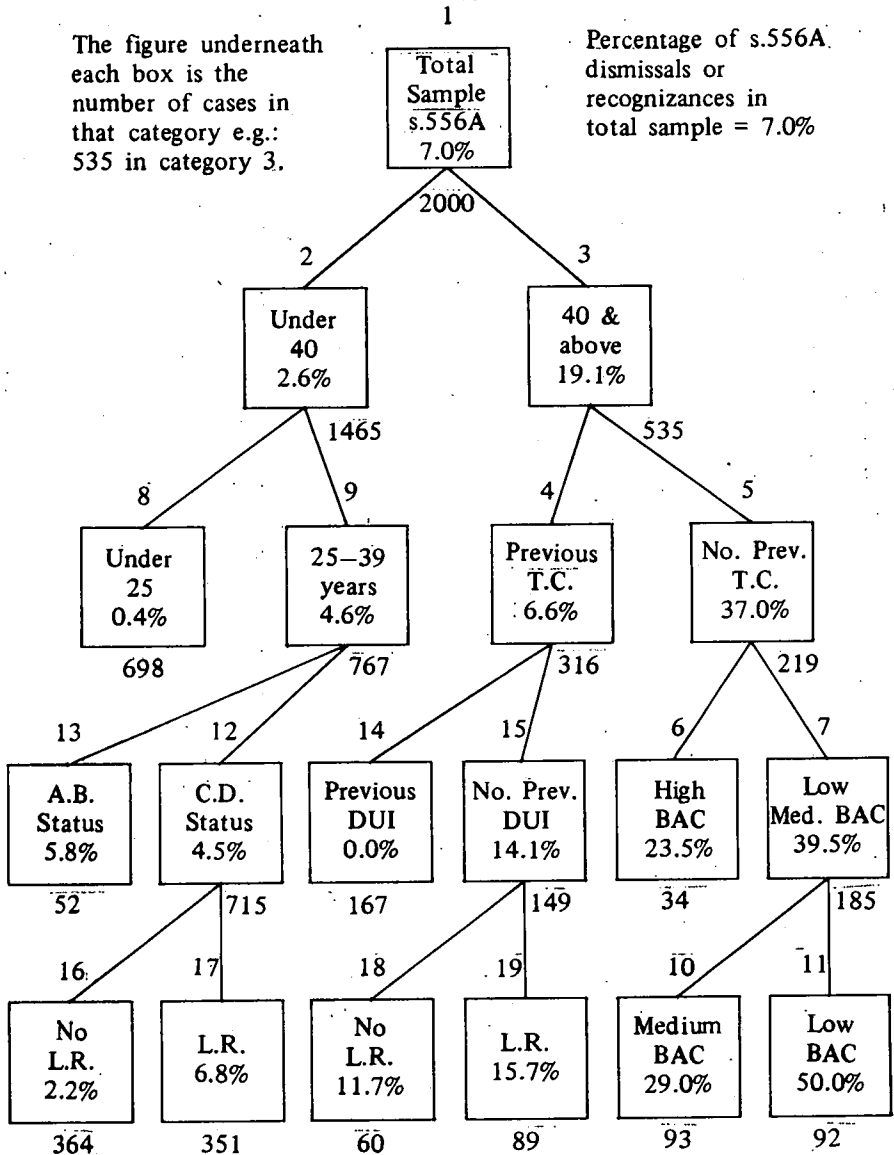 1
The figure underneath
each box is the
number of cases in
that category e.g.:
535 in category 3.
Total
Sample
s.556A
7.0%
Percentage of s.556A
dismissals or
recognizances in
total sample = 7.0%
2000
2
3
Under
40
2.6%
40 &
above
19.1%
1465
535
8
9
4
5
Under
25
0.4%
25–39
years
4.6%
Previous
T.C.
6.6%
No. Prev.
T.C.
37.0%
698
767
316
219
13
12
14
15
6
7
A.B.
Status
5.8%
C.D.
Status
4.5%
Previous
DUI
0.0%
No. Prev.
DUI
14.1%
High
BAC
23.5%
Low
Med. BAC
39.5%
52
715
167
149
34
185
16
17
18
19
10
11
No
L.R.
2.2%
L.R.
6.8%
No
L.R.
11.7%
L.R.
15.7%
Medium
BAC
29.0%
Low
BAC
50.0%
364
351
60
89
93
92